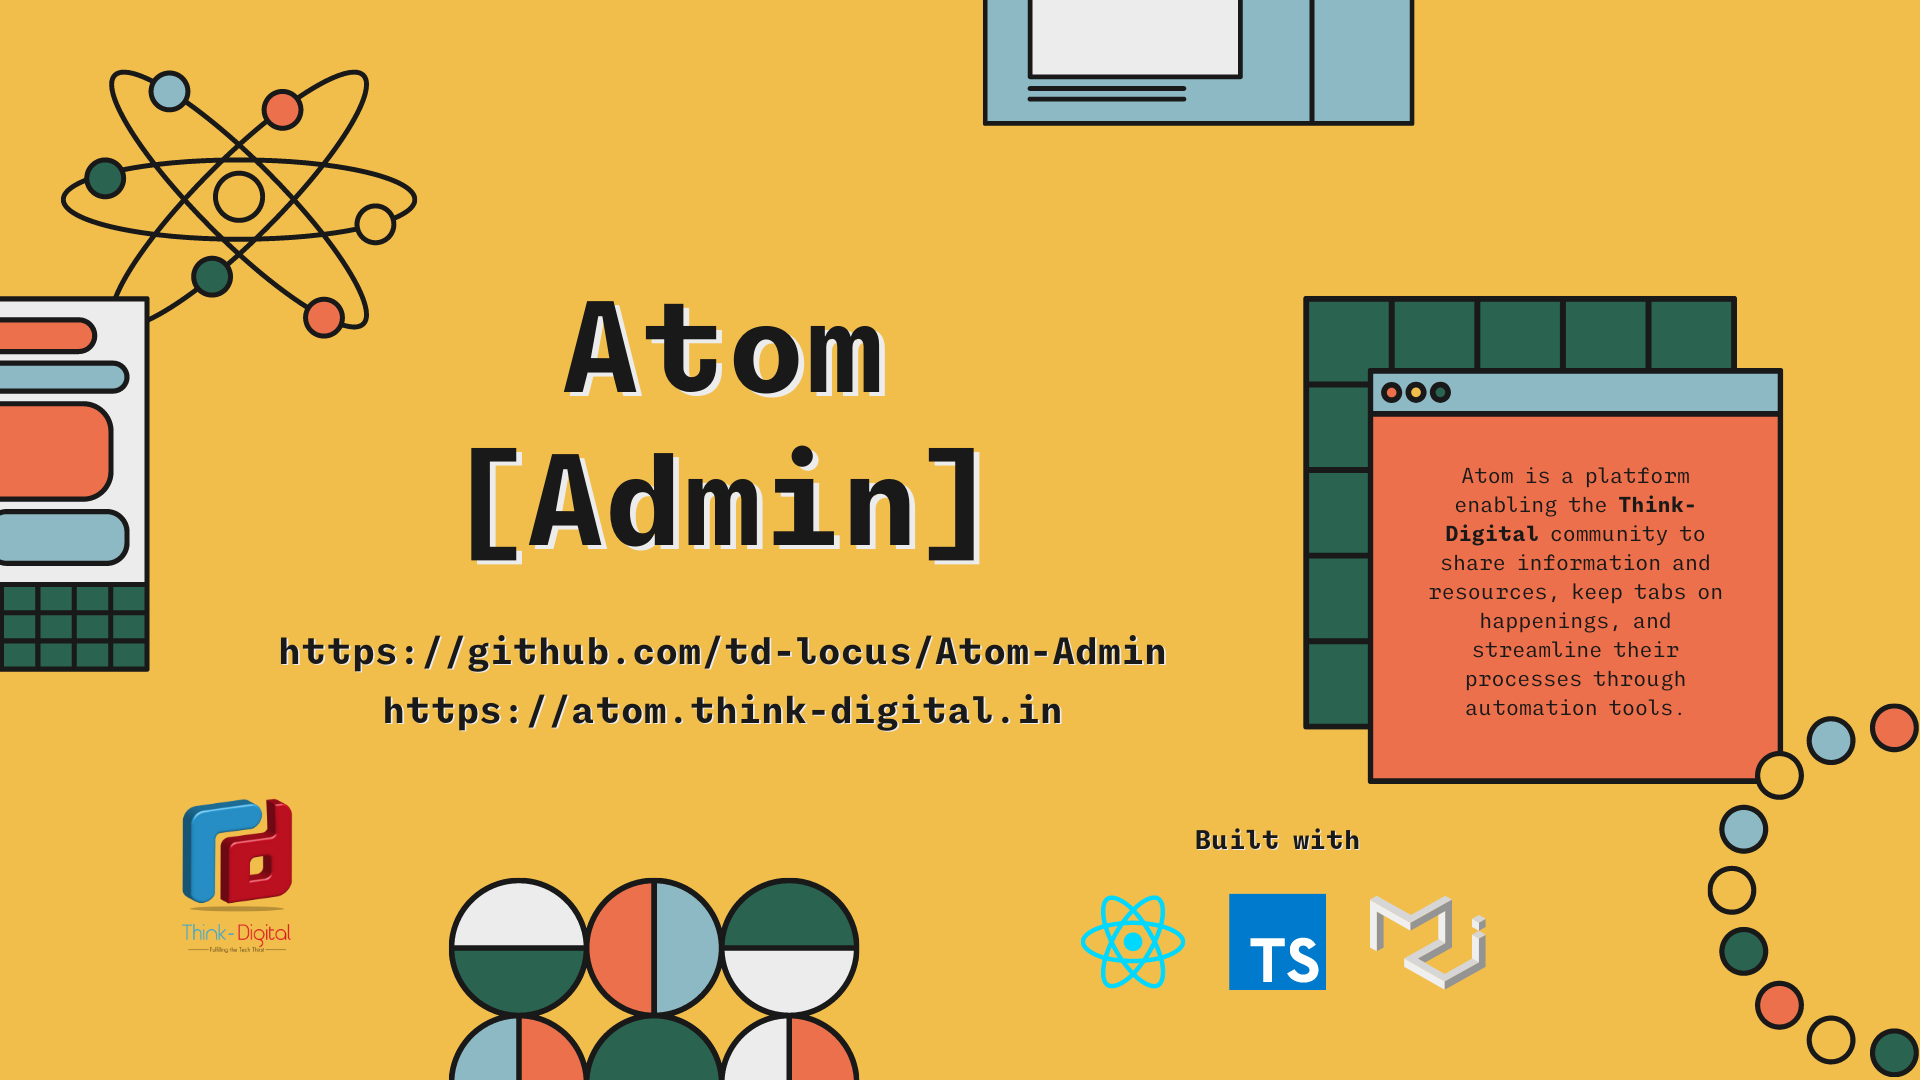 Atom
[Admin]
https://github.com/td-locus/Atom-Admin
https://atom.think-digital.in
Atom is a platform
enabling the Think-
Digital community to
share information and
resources, keep tabs on
happenings, and
streamline their
processes through
automation tools.
Think-Digital
Fulfilling the Tech Thirst
Built with
TS